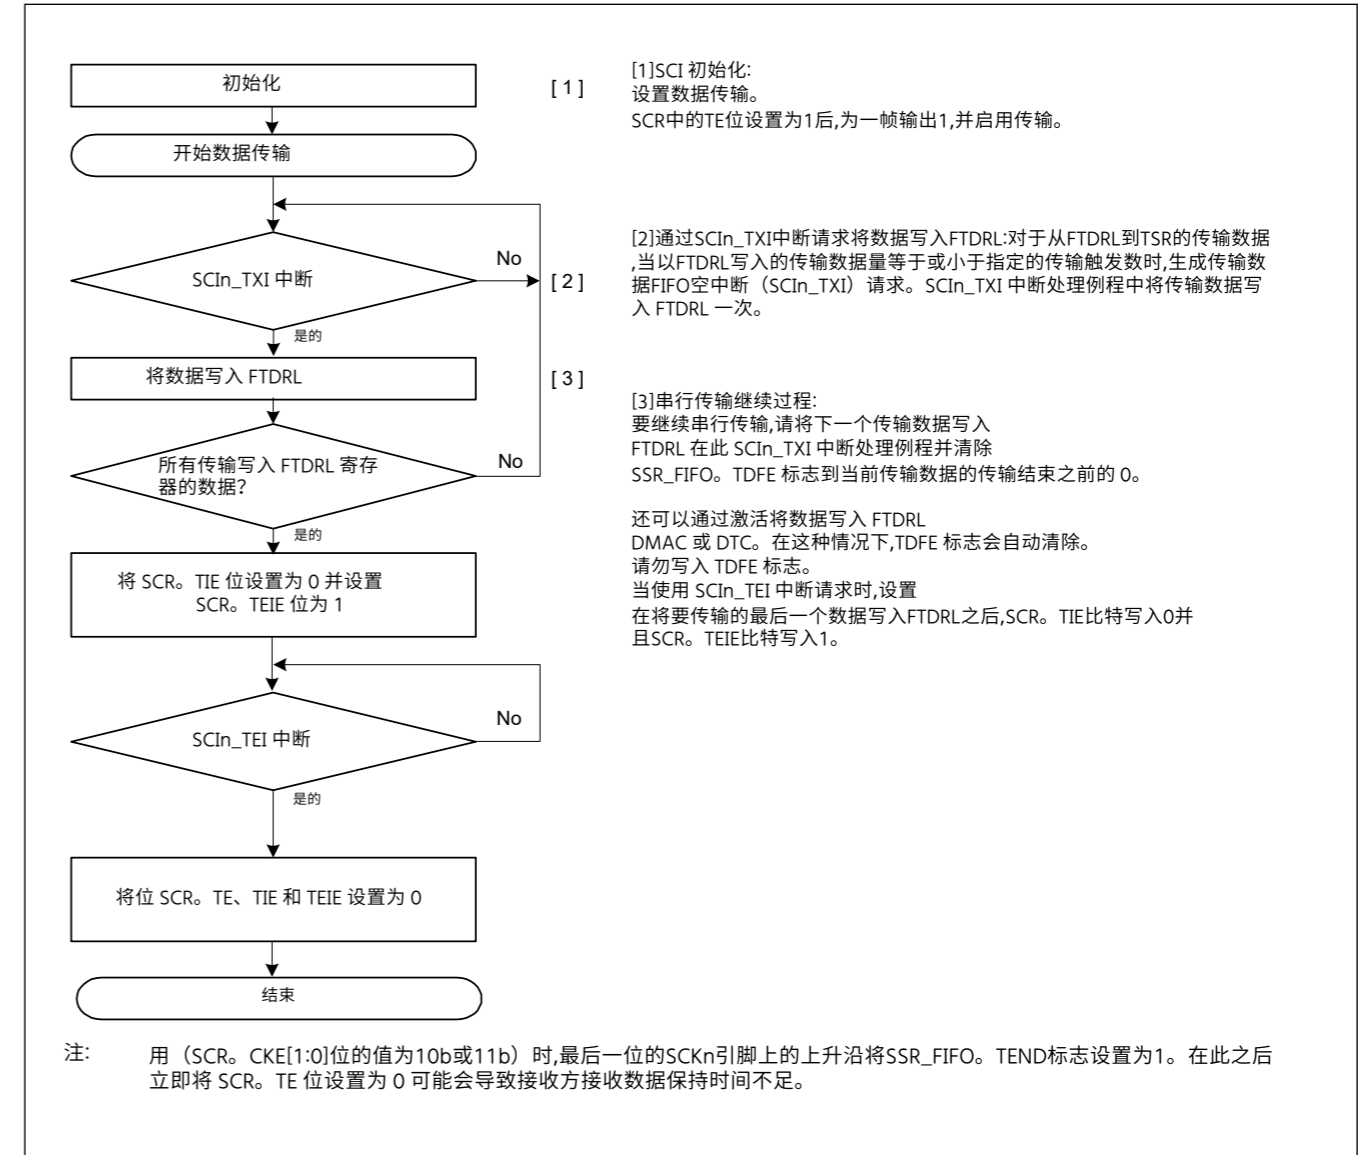 初始化
[ 1 ]
[1]SCI 初始化:
设置数据传输。
SCR中的TE位设置为1后,为一帧输出1,并启用传输。
开始数据传输
SCIn_TXI 中断
No
[ 2 ]
[2]通过SCIn_TXI中断请求将数据写入FTDRL:对于从FTDRL到TSR的传输数据
,当以FTDRL写入的传输数据量等于或小于指定的传输触发数时,生成传输数
据FIFO空中断（SCIn_TXI）请求。SCIn_TXI 中断处理例程中将传输数据写
入 FTDRL 一次。
是的
将数据写入 FTDRL
[ 3 ]
[3]串行传输继续过程:
要继续串行传输,请将下一个传输数据写入
FTDRL 在此 SCIn_TXI 中断处理例程并清除
SSR_FIFO。TDFE 标志到当前传输数据的传输结束之前的 0。
所有传输写入 FTDRL 寄存
器的数据？
No
是的
还可以通过激活将数据写入 FTDRL
DMAC 或 DTC。在这种情况下,TDFE 标志会自动清除。
请勿写入 TDFE 标志。
当使用 SCIn_TEI 中断请求时,设置
在将要传输的最后一个数据写入FTDRL之后,SCR。TIE比特写入0并
且SCR。TEIE比特写入1。
将 SCR。TIE 位设置为 0 并设置
SCR。TEIE 位为 1
SCIn_TEI 中断
No
是的
将位 SCR。TE、TIE 和 TEIE 设置为 0
结束
注: 用（SCR。CKE[1:0]位的值为10b或11b）时,最后一位的SCKn引脚上的上升沿将SSR_FIFO。TEND标志设置为1。在此之后
立即将 SCR。TE 位设置为 0 可能会导致接收方接收数据保持时间不足。